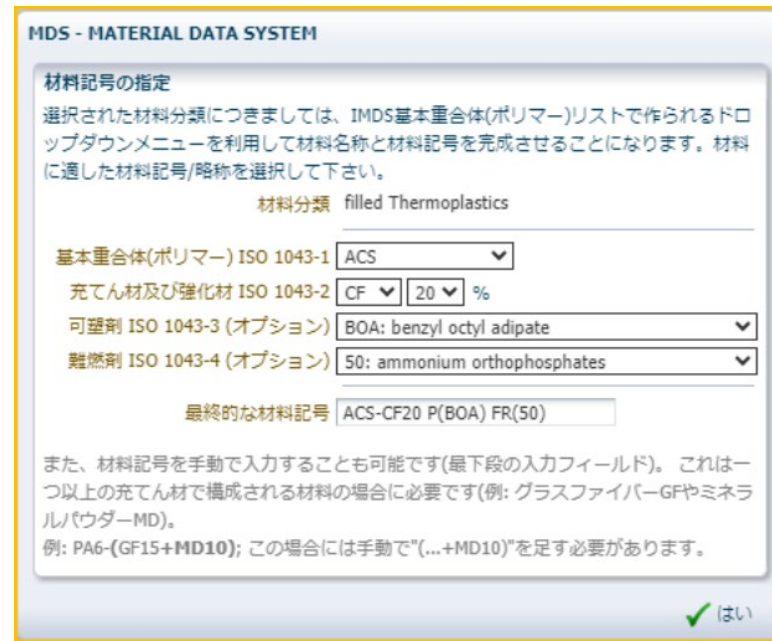 MDS - MATERIAL DATA SYSTEM
材料記号の指定
選択された材料分類につきましては、IMDS基本重合体(ポリマー)リストで作られるドロ
ップダウンメニューを利用して材料名称と材料記号を完成させることになります。材料
に適した材料記号/略称を選択して下さい。
材料分類 filled Thermoplastics
基本重合体(ポリマー) ISO 1043-1 ACS
充てん材及び強化材 ISO 1043-2 CF 20 %
可塑剤 ISO 1043-3 (オプション) BOA: benzyl octyl adipate
難燃剤 ISO 1043-4 (オプション) 50: ammonium orthophosphates
最終的な材料記号 ACS-CF20 P(BOA) FR(50)
また、材料記号を手動で入力することも可能です(最下段の入力フィールド)。 これは一
つ以上の充てん材で構成される材料の場合に必要です(例: グラスファイバーGFやミネラ
ルパウダーMD)。
例: PA6-(GF15+MD10); この場合には手動で"(...+MD10)"を足す必要があります。
はい